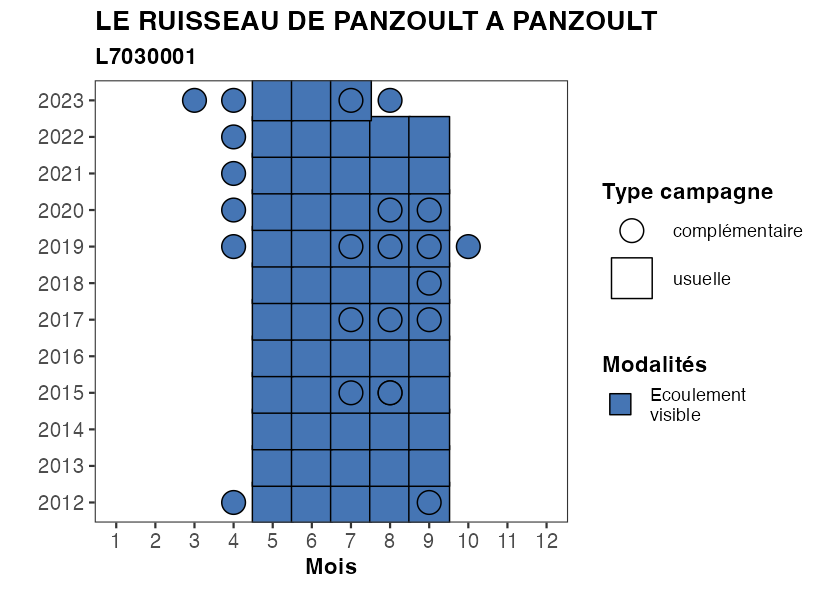 LE RUISSEAU DE PANZOULT A PANZOULT
L7030001
2023
2022
2021
2020
2019
2018
2017
2016
2015
2014
2013
2012
1 2 3 4 5 6 7 8 9 10 11 12
Mois
Type campagne
complémentaire
usuelle
Modalités
Ecoulement
visible